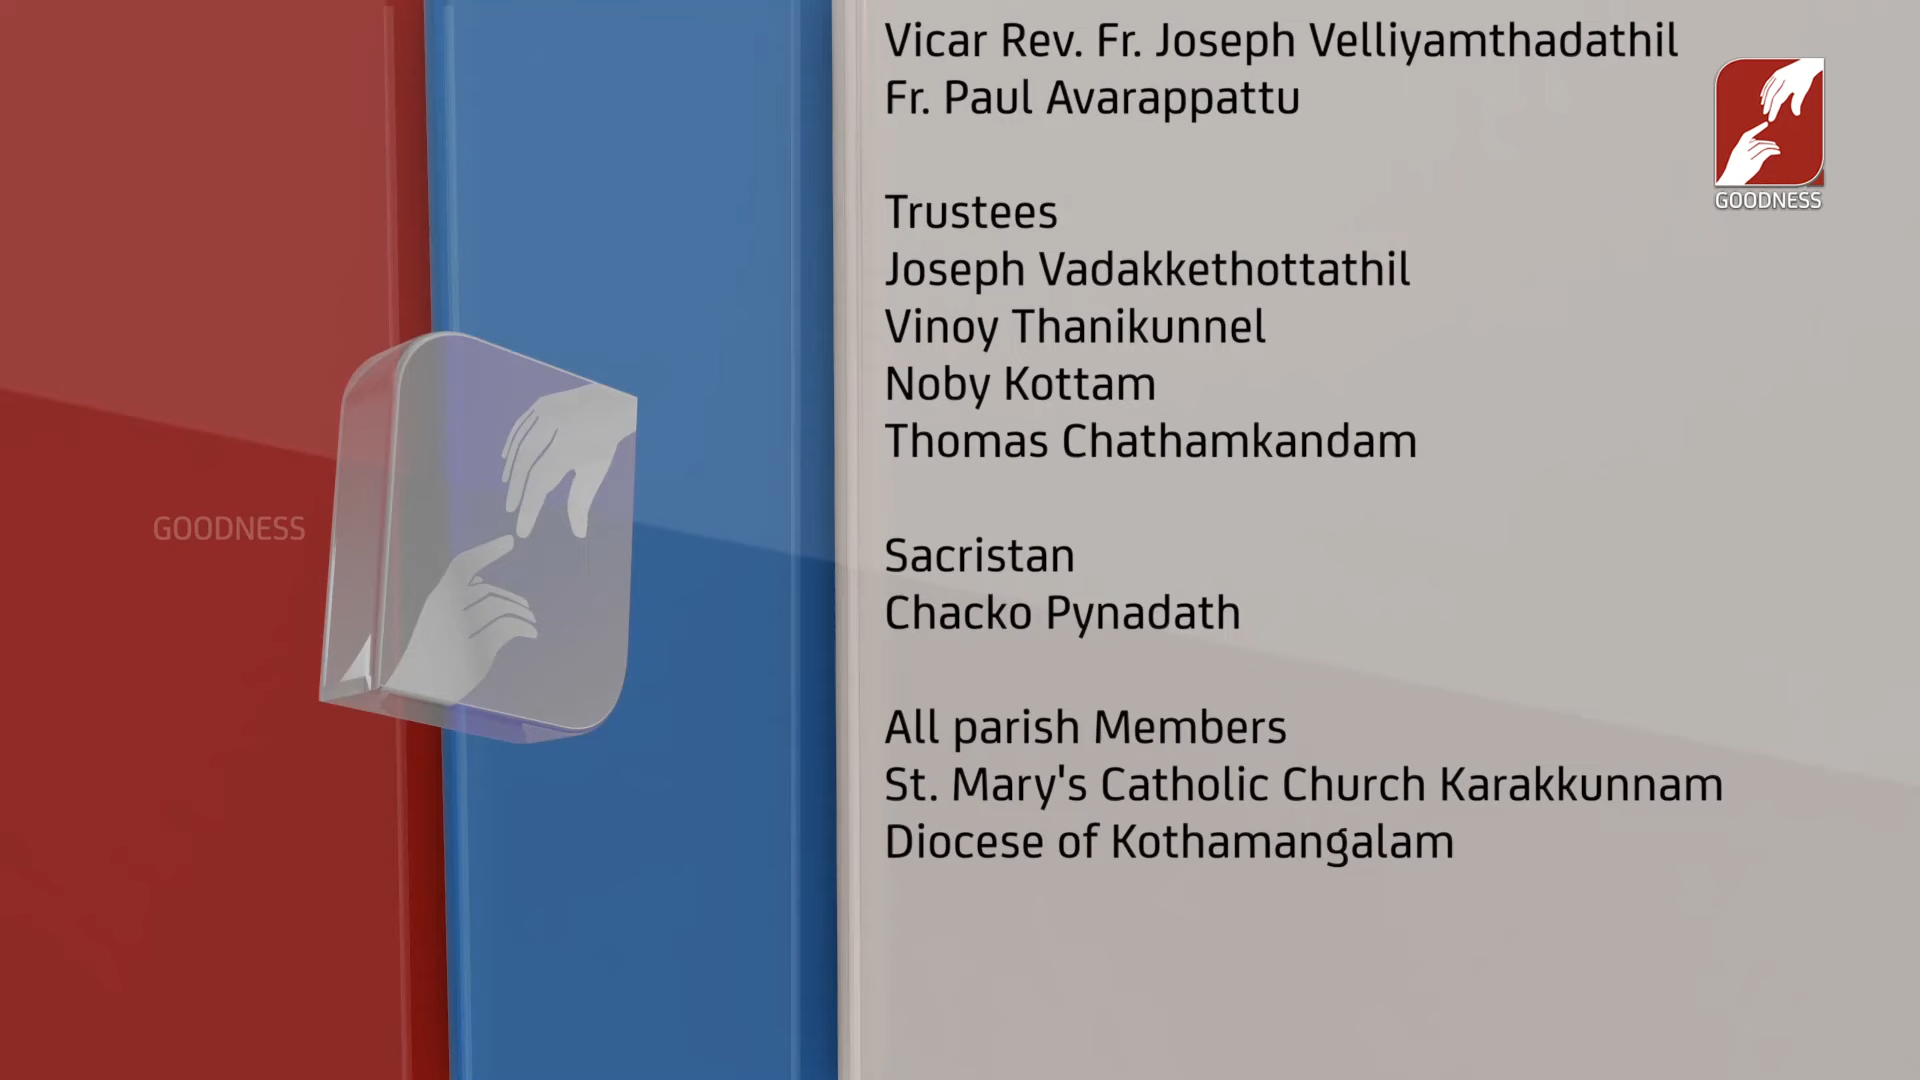 Vicar Rev. Fr. Joseph Velliyamthadathil
Fr. Paul Avarappattu
Trustees
Joseph Vadakkethottathil
Vinoy Thanikunnel
Noby Kottam
Thomas Chathamkandam
Sacristan
Chacko Pynadath
All parish Members
St. Mary's Catholic Church Karakkunnam
Diocese of Kothamangalam
GOODNESS
GOODNESS